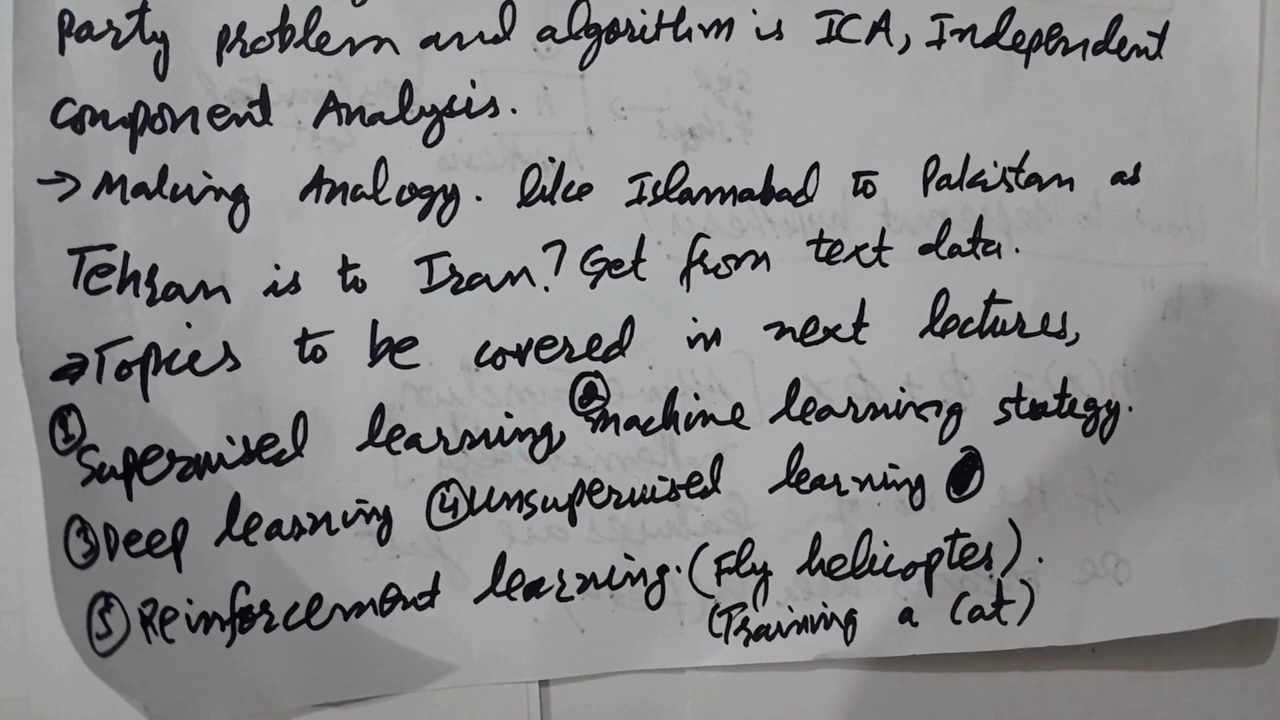 Party problem and algorithm is ICA, Independent
component Analysis.
→ Making Analogy. like Islamabad to Pakistan as
Tehran is to Iran? Get from text data.
→ Topics to be covered in next lectures,
① Supervised learning, ② machine learning strategy.
③ Deep learning ④ unsupervised learning
⑤ Reinforcement learning. (Fly helicopter).
(Training a Cat)